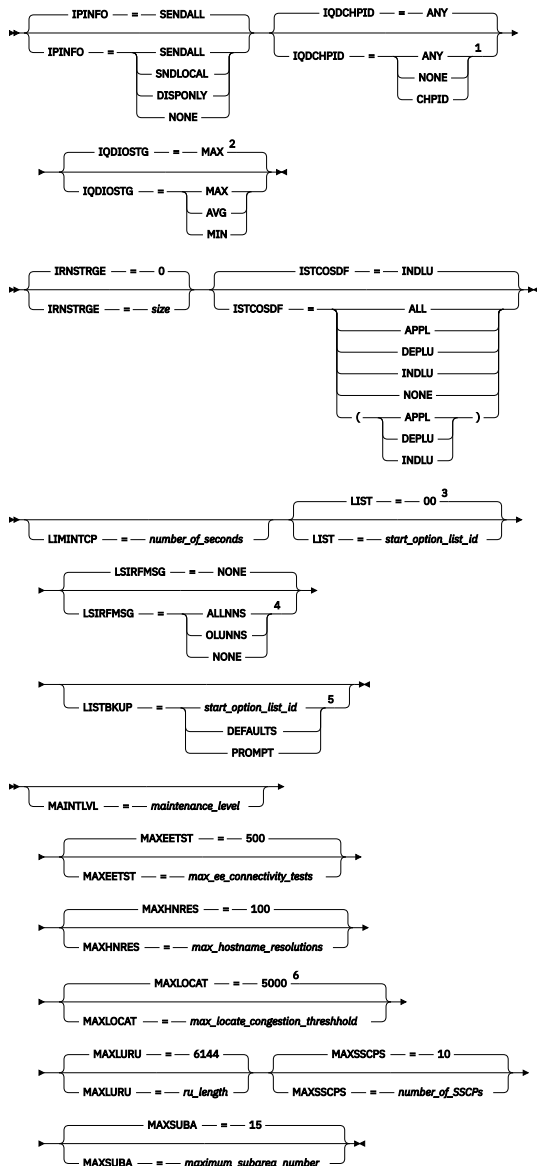 IPINFO = SENDALL IQDCHPID = ANY
IPINFO = SENDALL IQDCHPID = ANY 1
SNDLOCAL NONE
DISPONLY CHPID
NONE
IQDIOSTG = MAX 2
IQDIOSTG = MAX
AVG
MIN
IRNSTRGE = 0 ISTCOSDF = INDLU
IRNSTRGE = size ISTCOSDF = ALL
APPL
DEPLU
INDLU
NONE
( APPL )
DEPLU
INDLU
LIST = 00 3
LIMINTCP = number_of_seconds LIST = start_option_list_id
LSIRFMSG = NONE
LSIRFMSG = ALLNNS 4
OLUNNS
NONE
LISTBKUP = start_option_list_id 5
DEFAULTS
PROMPT
MAINTLVL = maintenance_level
MAXEETST = 500
MAXEETST = max_ee_connectivity_tests
MAXHNRES = 100
MAXHNRES = max_hostname_resolutions
MAXLOCAT = 5000 6
MAXLOCAT = max_locate_congestion_threshhold
MAXLURU = 6144 MAXSSCPS = 10
MAXLURU = ru_length MAXSSCPS = number_of_SSCPs
MAXSUBA = 15
MAXSUBA = maximum_subarea_number